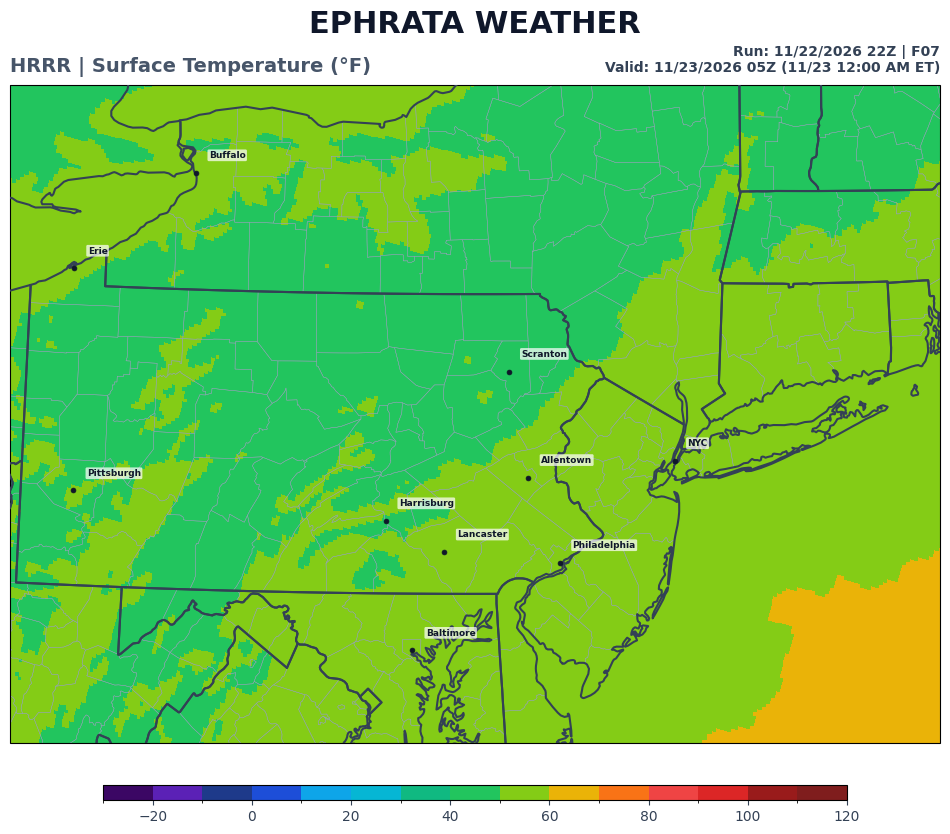 EPHRATA WEATHER
HRRR | Surface Temperature (°F)
Run: 11/22/2026 22Z | F07
Valid: 11/23/2026 05Z (11/23 12:00 AM ET)
Buffalo
Erie
Scranton
NYC
Allentown
Pittsburgh
Harrisburg
Lancaster
Philadelphia
Baltimore
−20 0 20 40 60 80 100 120